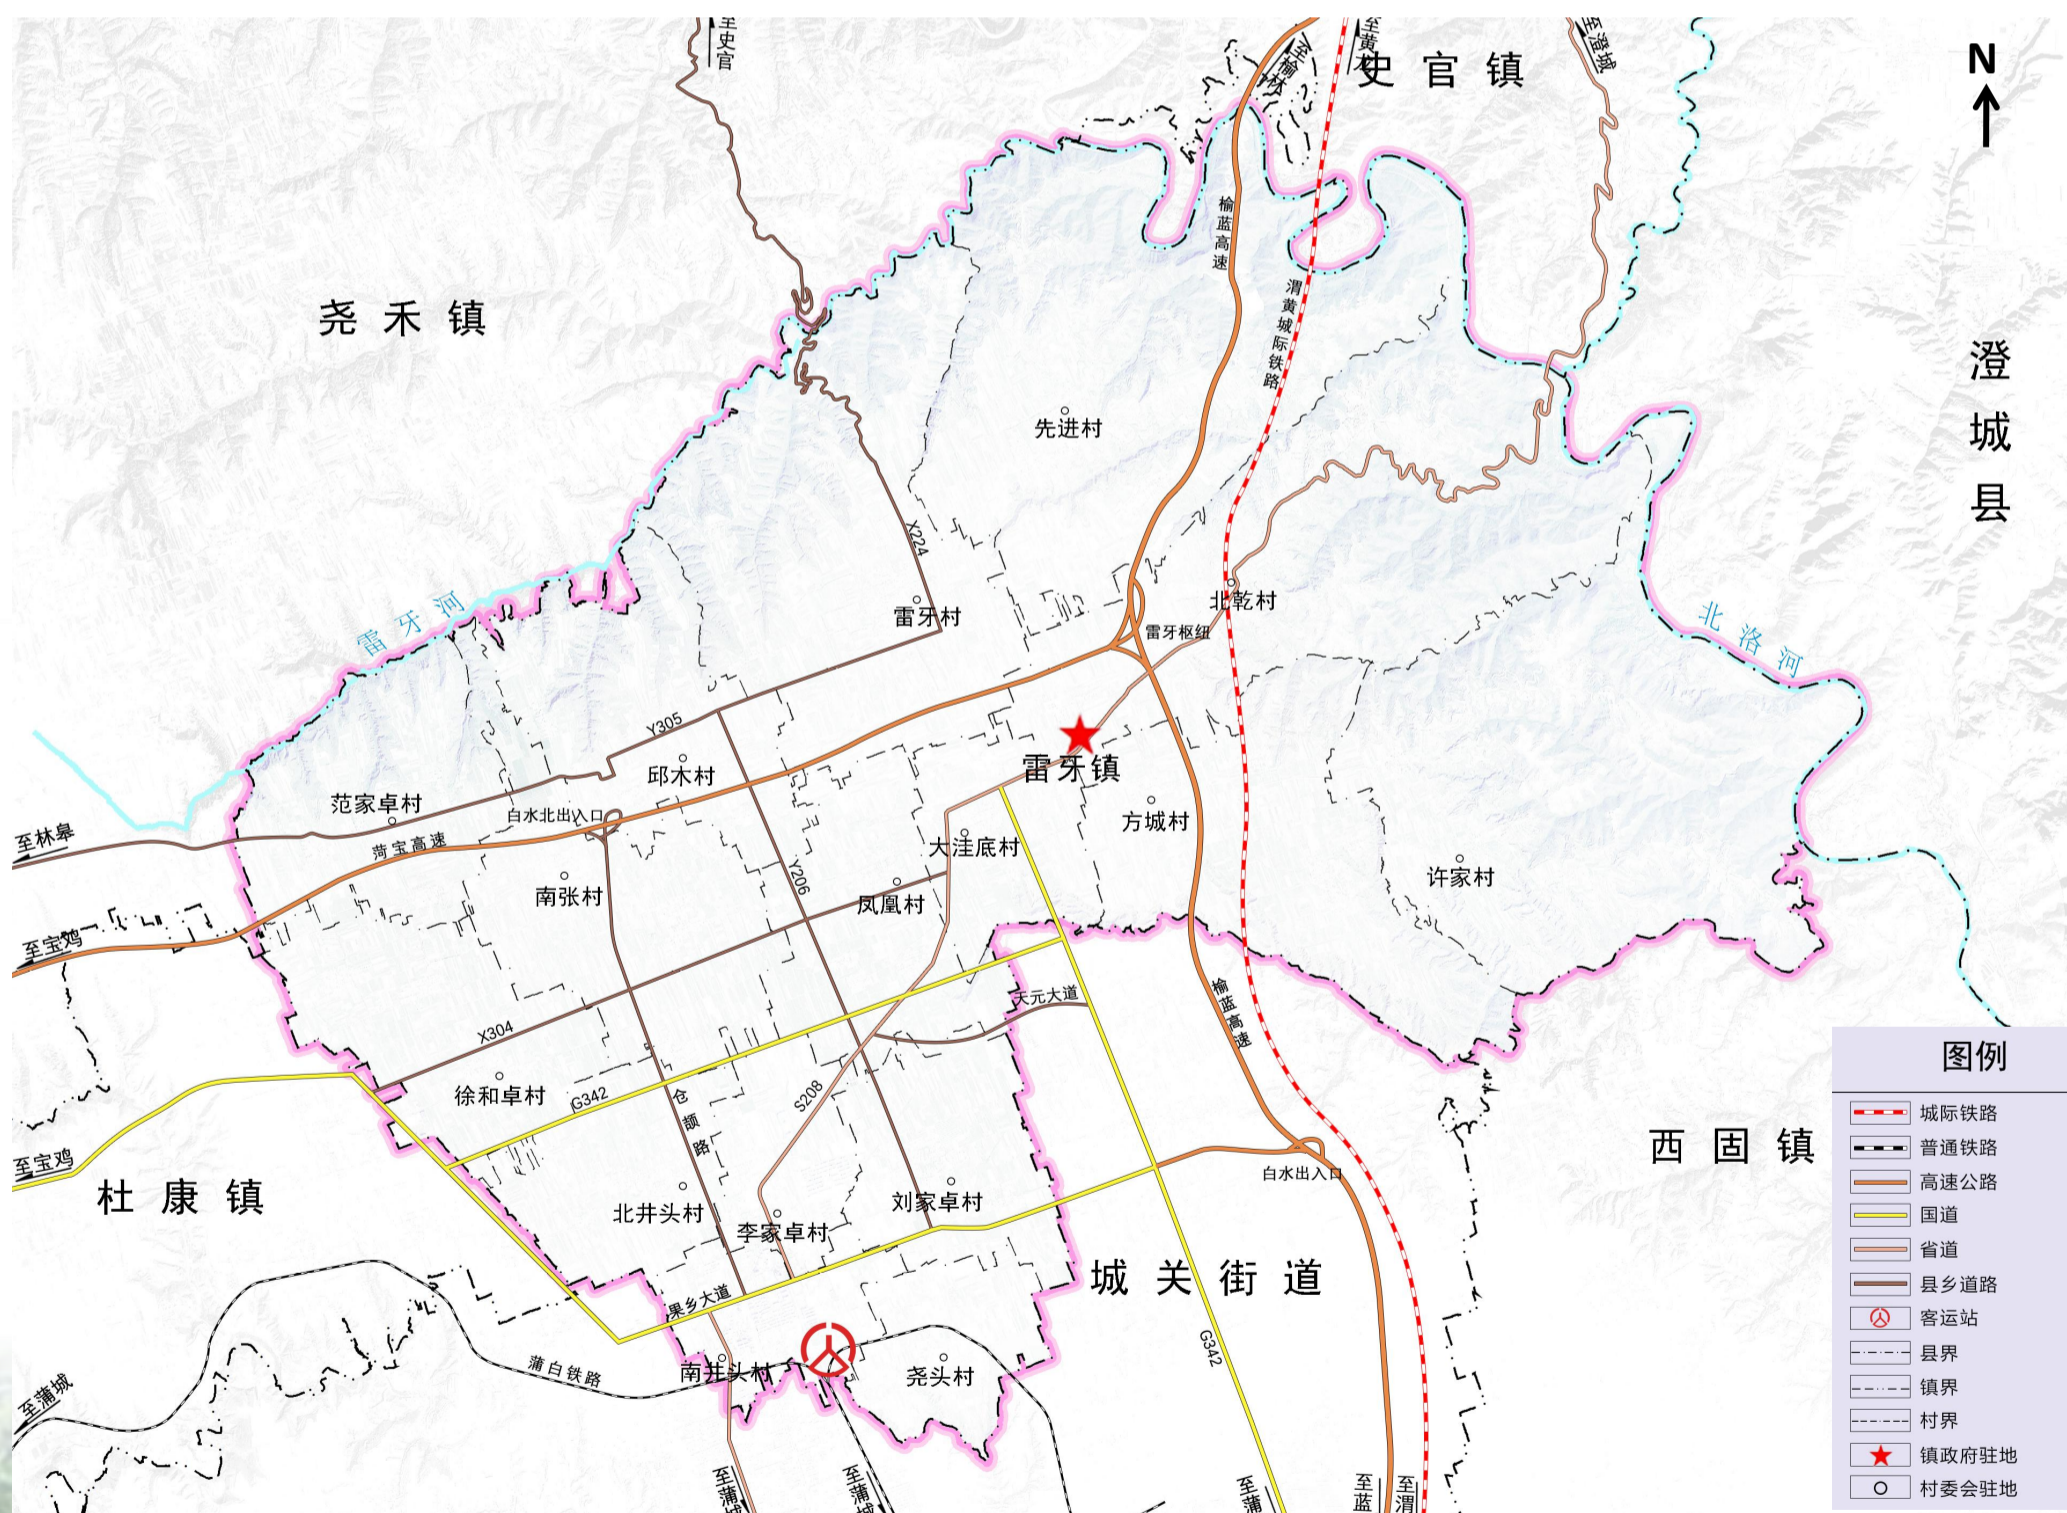 至史官
至榆林
至黄龙
史官镇
至澄城
N
榆蓝高速
渭黄城际铁路
尧禾镇
澄城县
先进村
X224
雷牙河
雷牙村
北乾村
雷牙枢纽
北洛河
Y305
邱木村
雷牙镇
范家卓村
白水北出入口
至林皋
菏宝高速
方城村
大洼底村
南张村
Y206
凤凰村
许家村
至宝鸡
榆蓝高速
天元大道
X304
徐和卓村
G342
仓颉路
S208
至宝鸡
杜康镇
北井头村
李家卓村
刘家卓村
白水出入口
西固镇
城关街道
果乡大道
G342
南井头村
尧头村
蒲白铁路
至蒲城
至蒲城
至蒲城
至蒲
至蓝
至渭
图例
城际铁路
普通铁路
高速公路
国道
省道
县乡道路
客运站
县界
镇界
村界
镇政府驻地
村委会驻地